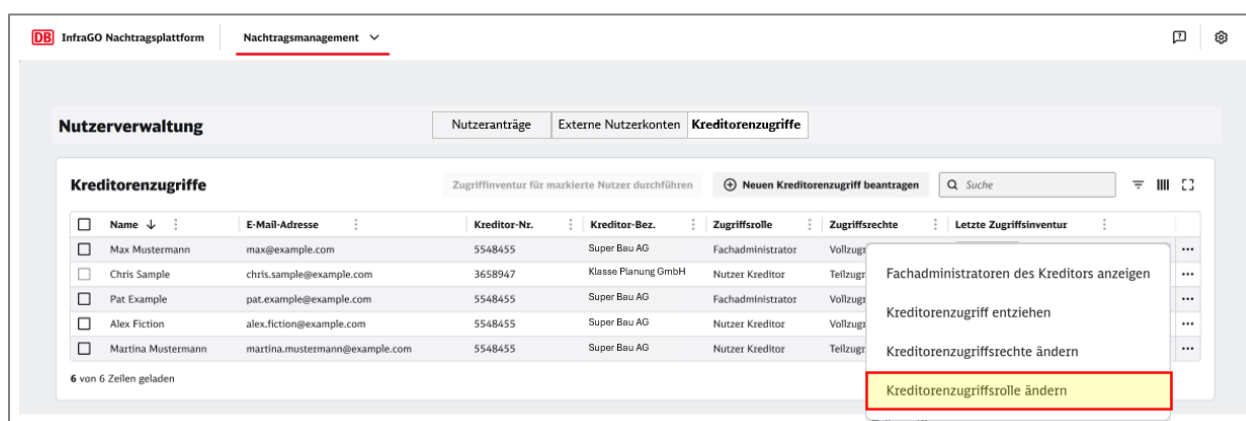 DB InfraGO Nachtragsplattform Nachtragsmanagement
Nutzerverwaltung Nutzeranträge Externe Nutzerkonten Kreditorenzugriffe
Kreditorenzugriffe Zugriffinventur für markierte Nutzer durchführen Neuen Kreditorenzugriff beantragen Suche
Name E-Mail-Adresse Kreditor-Nr. Kreditor-Bez. Zugriffsrolle Zugriffsrechte Letzte Zugriffsinventur
Max Mustermann max@example.com 5548455 Super Bau AG Fachadministrator Vollzugr
Chris Sample chris.sample@example.com 3658947 Klasse Planung GmbH Nutzer Kreditor Teilzugr
Pat Example pat.example@example.com 5548455 Super Bau AG Fachadministrator Vollzugr
Alex Fiction alex.fiction@example.com 5548455 Super Bau AG Nutzer Kreditor Vollzugr
Martina Mustermann martina.mustermann@example.com 5548455 Super Bau AG Nutzer Kreditor Teilzugr
6 von 6 Zeilen geladen
Fachadministratoren des Kreditors anzeigen
Kreditorenzugriff entziehen
Kreditorenzugriffsrechte ändern
Kreditorenzugriffsrolle ändern